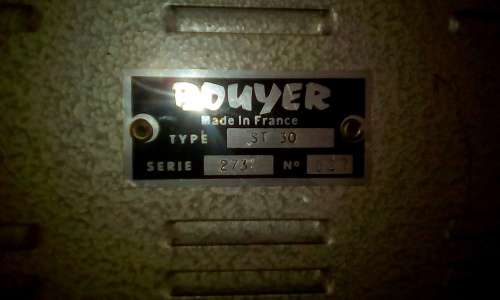 BOUYER
Made in France
TYPE ST 30
SERIE N°